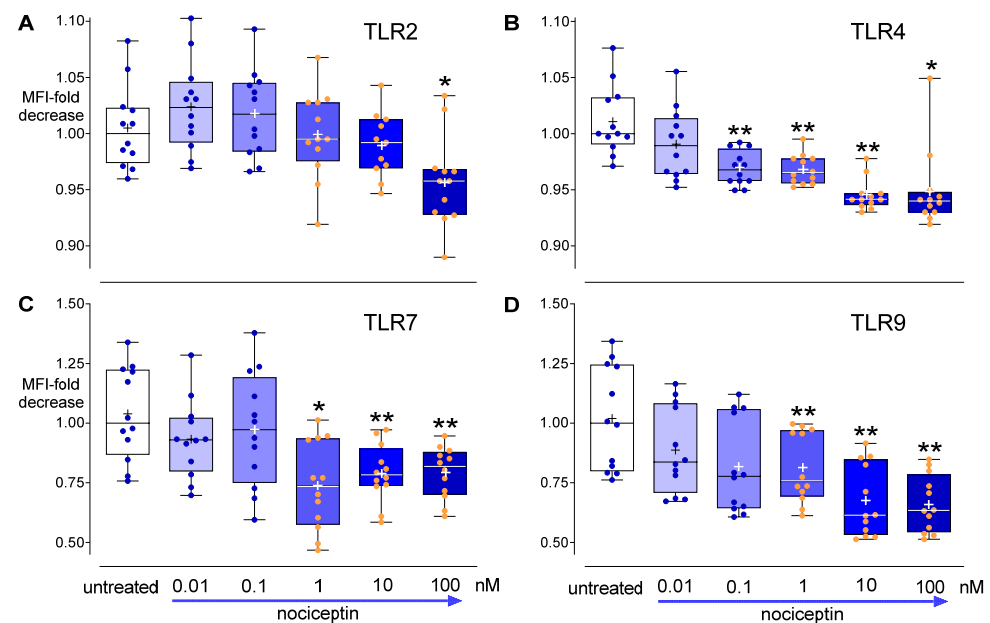 A
TLR2
1.10
1.05
MFI-fold
decrease
1.00
0.95
0.90
*
B
TLR4
1.10
1.05
1.00
0.95
0.90
**
**
**
*
C
TLR7
1.50
1.25
MFI-fold
decrease
1.00
0.75
0.50
*
**
**
D
TLR9
1.50
1.25
1.00
0.75
0.50
**
**
**
untreated 0.01 0.1 1 10 100 nM
nociceptin
untreated 0.01 0.1 1 10 100 nM
nociceptin